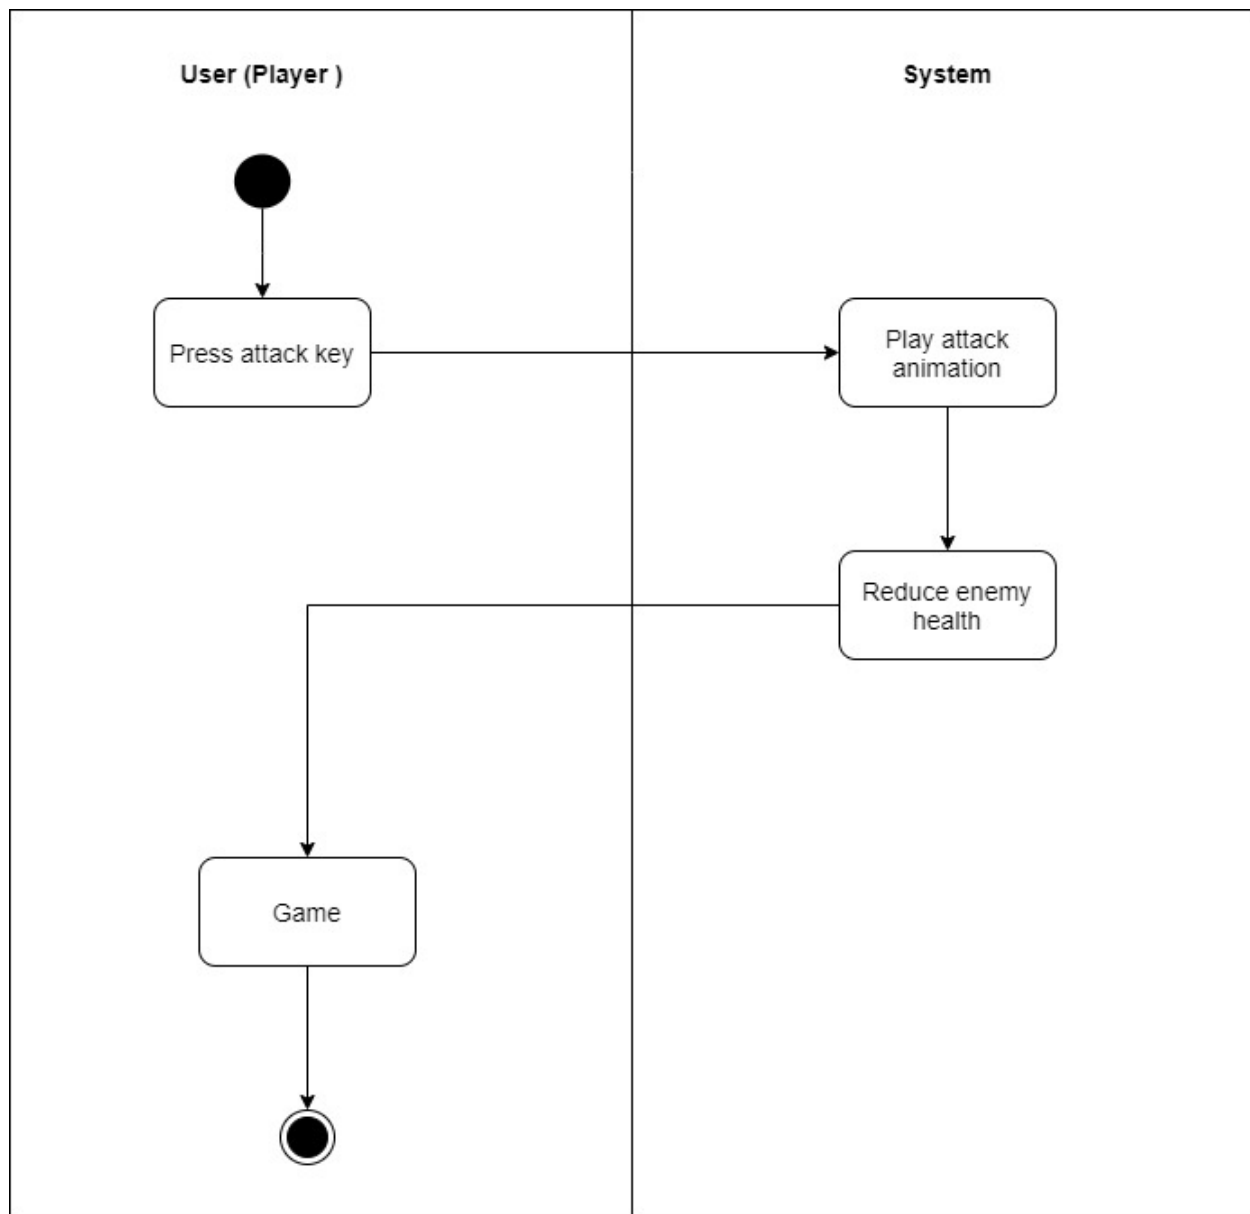 User (Player )
System
Press attack key
Play attack
animation
Reduce enemy
health
Game